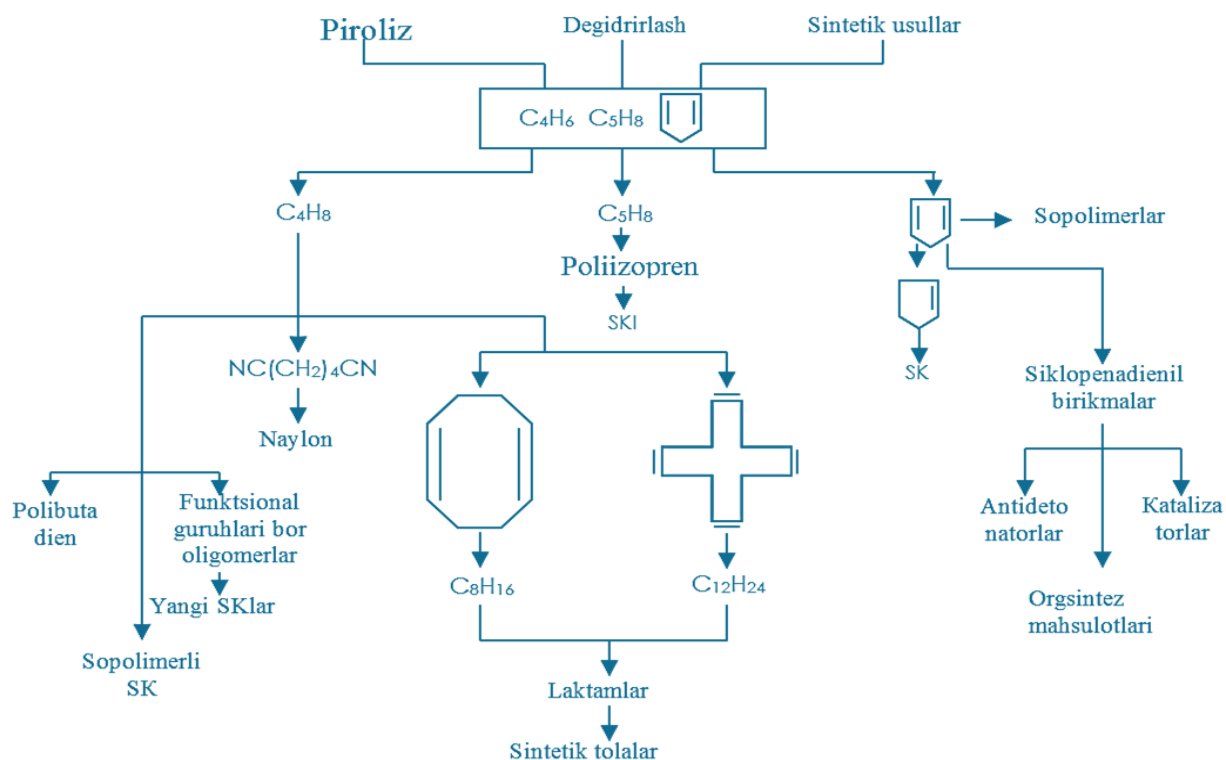 Piroliz
Degidrirlash
Sintetik usullar
C₄H₆ C₅H₈
C₄H₈
C₅H₈
Sopolimerlar
Poliizopren
SKI
SK
NC(CH₂)₄CN
Naylon
Siklopenadienil
birikmalar
Polibuta
dien
Funktsional
guruhlari bor
oligomerlar
Yangi SKlar
Antideto
natorlar
Kataliza
torlar
C₈H₁₆
C₁₂H₂₄
Orgsintez
mahsulotlari
Sopolimerli
SK
Laktamlar
Sintetik tolalar